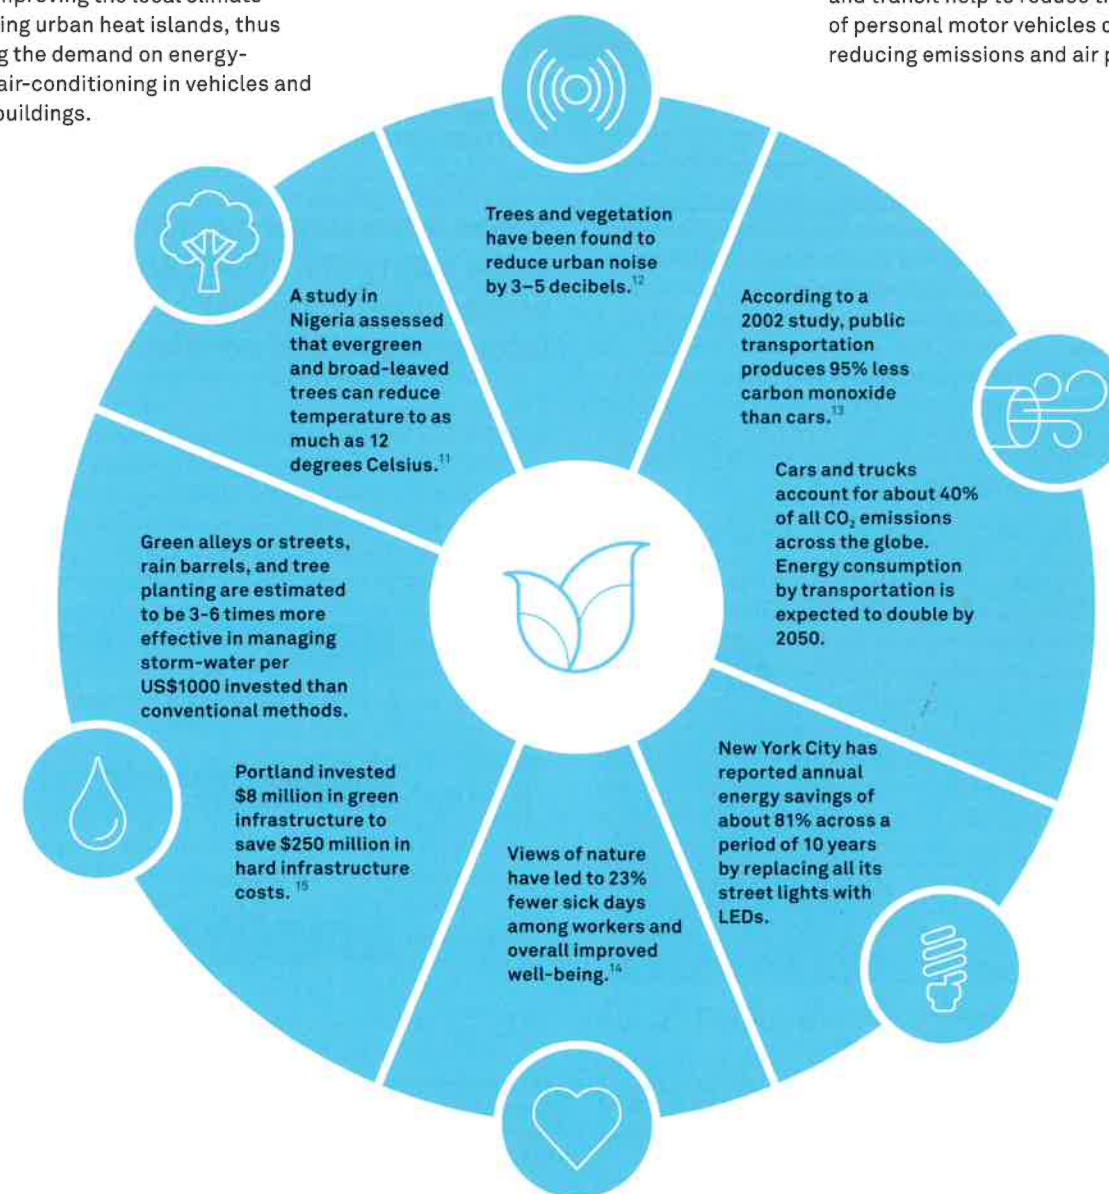 improving the local climate
ing urban heat islands, thus
g the demand on energy-
air-conditioning in vehicles and
buildings.
and transit help to reduce
of personal motor vehicles
reducing emissions and air
Trees and vegetation
have been found to
reduce urban noise
by 3–5 decibels.¹²
A study in
Nigeria assessed
that evergreen
and broad-leaved
trees can reduce
temperature to as
much as 12
degrees Celsius.¹¹
According to a
2002 study, public
transportation
produces 95% less
carbon monoxide
than cars.¹³
Cars and trucks
account for about 40%
of all CO₂ emissions
across the globe.
Energy consumption
by transportation is
expected to double by
2050.
Green alleys or streets,
rain barrels, and tree
planting are estimated
to be 3-6 times more
effective in managing
storm-water per
US$1000 invested than
conventional methods.
Portland invested
$8 million in green
infrastructure to
save $250 million in
hard infrastructure
costs. ¹⁵
Views of nature
have led to 23%
fewer sick days
among workers and
overall improved
well-being.¹⁴
New York City has
reported annual
energy savings of
about 81% across a
period of 10 years
by replacing all its
street lights with
LEDs.